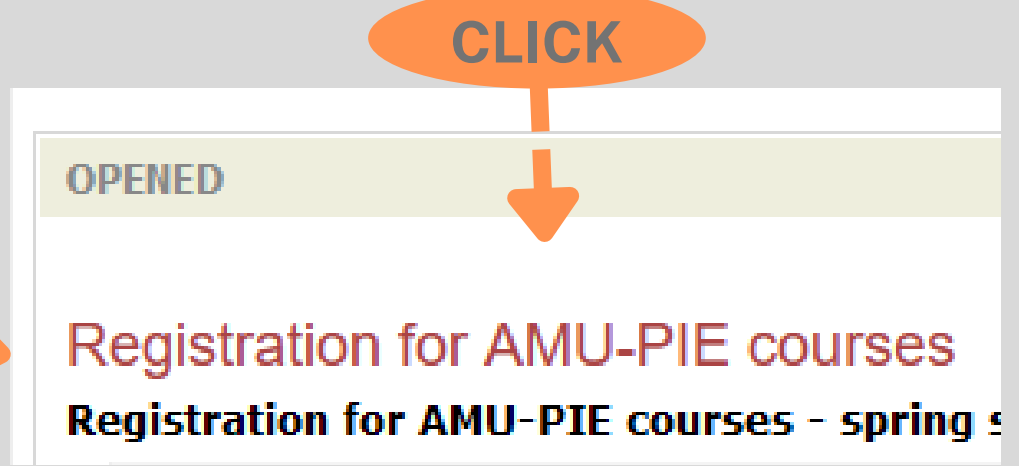 CLICK
OPENED
Registration for AMU-PIE courses
Registration for AMU-PIE courses - spring